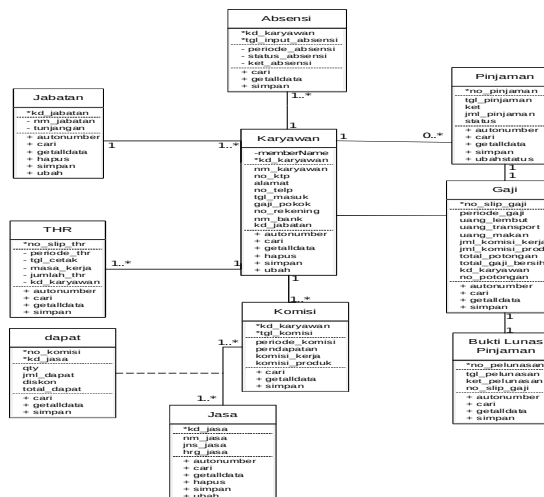 Absensi
*kd_karyawan
*tgl_input_absensi
- periode_absensi
- status_absensi
- ket_absensi
+ cari
+ getalldata
+ simpan
1..*
1
Jabatan
*kd_jabatan
- nm_jabatan
- tunjangan
+ autonumber
+ cari
+ getalldata
+ hapus
+ simpan
+ ubah
1
1..*
Karyawan
-memberName
*kd_karyawan
nm_karyawan
no_ktp
alamat
no_telp
tgl_masuk
gaji_pokok
no_rekening
nm_bank
kd_jabatan
+ autonumber
+ cari
+ getalldata
+ hapus
+ simpan
+ ubah
1
0..*
Pinjaman
*no_pinjaman
tgl_pinjaman
ket
jml_pinjaman
status
+ autonumber
+ cari
+ getalldata
+ simpan
+ ubahstatus
1
1
Gaji
*no_slip_gaji
periode_gaji
uang_lembut
uang_transport
uang_makan
jml_komisi_kerja
jml_komisi_prod
total_potongan
total_gaji_bersih
kd_karyawan
no_potongan
+ autonumber
+ cari
+ getalldata
+ simpan
1
1
THR
*no_slip_thr
- periode_thr
- tgl_cetak
- masa_kerja
- jumlah_thr
- kd_karyawan
+ autonumber
+ cari
+ getalldata
+ simpan
1..*
1
1
1..*
Komisi
*kd_karyawan
*tgl_komisi
periode_komisi
pendapatan
komisi_kerja
komisi_produk
+ cari
+ getalldata
+ simpan
1..*
dapat
*no_komisi
*kd_jasa
qty
jml_dapat
diskon
total_dapat
+ cari
+ getalldata
+ simpan
1..*
Jasa
*kd_jasa
nm_jasa
jns_jasa
hrg_jasa
+ autonumber
+ cari
+ getalldata
+ hapus
+ simpan
+ ubah
Bukti Lunas
Pinjaman
*no_pelunasan
tgl_pelunasan
ket_pelunasan
no_slip_gaji
+ autonumber
+ cari
+ getalldata
+ simpan